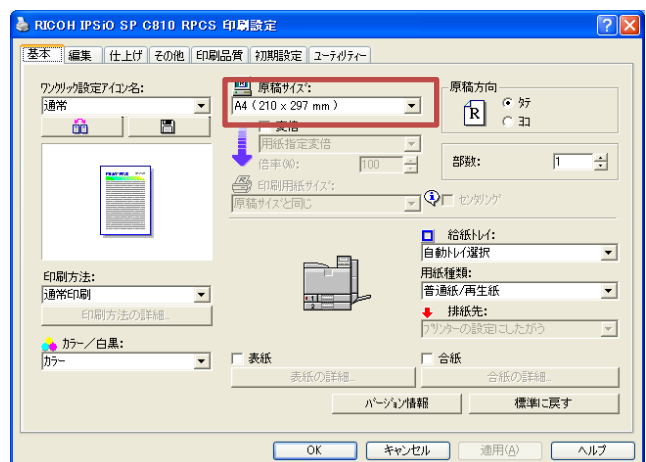 RICOH IPSiO SP C810 RPCS 印刷設定
基本 編集 仕上げ その他 印刷品質 初期設定 ユーティリティー
ワンクリック設定アイコン名:
通常
原稿サイズ:
A4 (210 x 297 mm)
変倍
用紙指定変倍
倍率(%): 100
印刷用紙サイズ:
原稿サイズと同じ
原稿方向
R
タテ
ヨコ
部数: 1
センタリング
給紙トレイ:
自動トレイ選択
用紙種類:
普通紙/再生紙
排紙先:
プリンターの設定にしたがう
印刷方法:
通常印刷
印刷方法の詳細...
カラー/白黒:
カラー
表紙
表紙の詳細...
合紙
合紙の詳細...
バージョン情報
標準に戻す
OK
キャンセル
適用(A)
ヘルプ